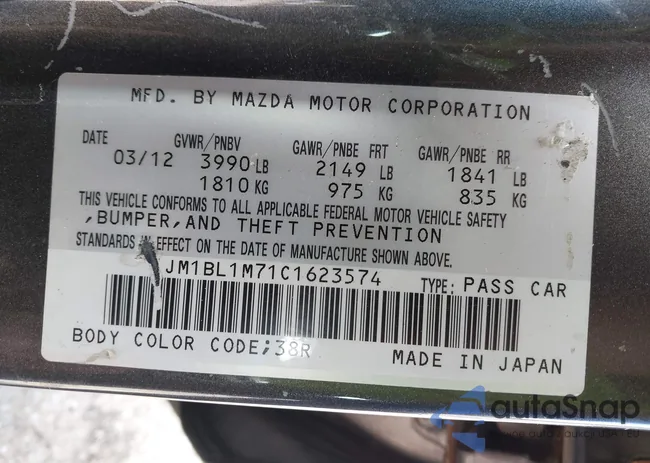 MFD. BY MAZDA MOTOR CORPORATION
DATE GVWR/PNBV GAWR/PNBE FRT GAWR/PNBE RR
03/12 3990 LB 2149 LB 1841 LB
1810 KG 975 KG 835 KG
THIS VEHICLE CONFORMS TO ALL APPLICABLE FEDERAL MOTOR VEHICLE SAFETY
,BUMPER,AND THEFT PREVENTION
STANDARDS IN EFFECT ON THE DATE OF MANUFACTURE SHOWN ABOVE.
JM1BL1M71C1623574 TYPE: PASS CAR
BODY COLOR CODE;38R MADE IN JAPAN
autoSnap